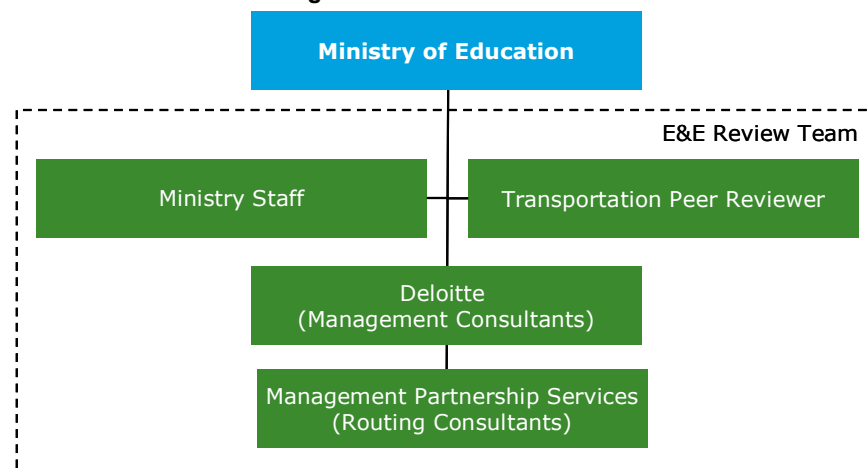 Ministry of Education
E&E Review Team
Ministry Staff
Transportation Peer Reviewer
Deloitte
(Management Consultants)
Management Partnership Services
(Routing Consultants)